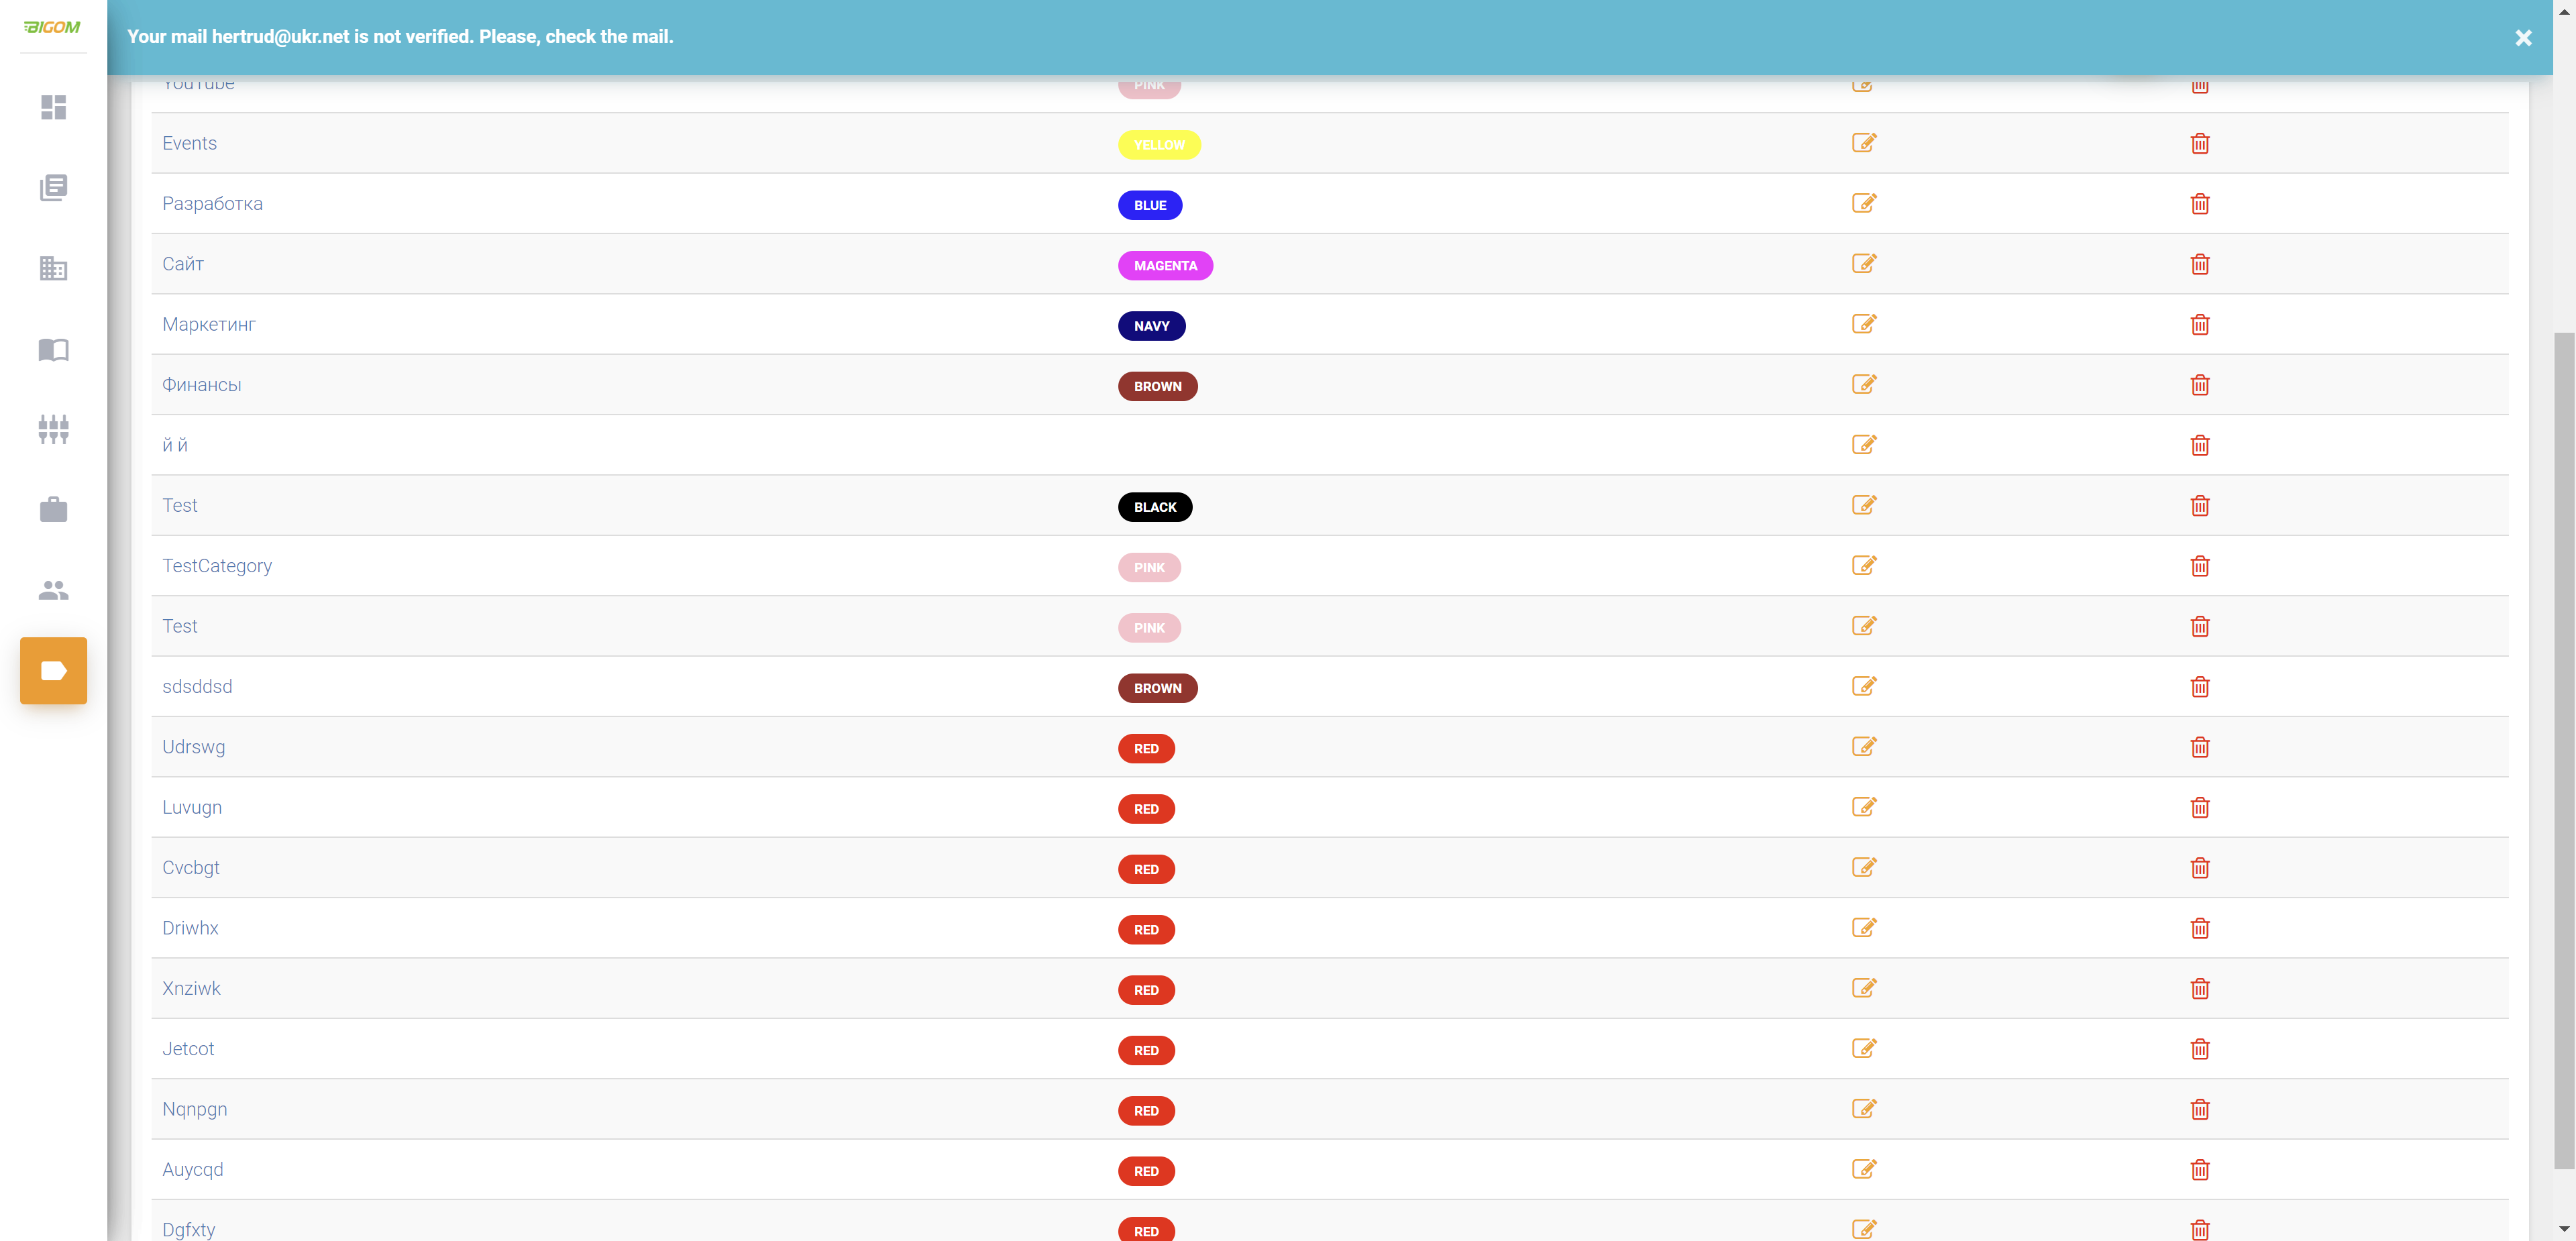 BIGOM
Your mail hertrud@ukr.net is not verified. Please, check the mail.
YouTube PINK
Events YELLOW
Разработка BLUE
Сайт MAGENTA
Маркетинг NAVY
Финансы BROWN
й й
Test BLACK
TestCategory PINK
Test PINK
sdsddsd BROWN
Udrswg RED
Luvugn RED
Cvcbgt RED
Driwhx RED
Xnziwk RED
Jetcot RED
Nqnpgn RED
Auycqd RED
Dgfxty RED